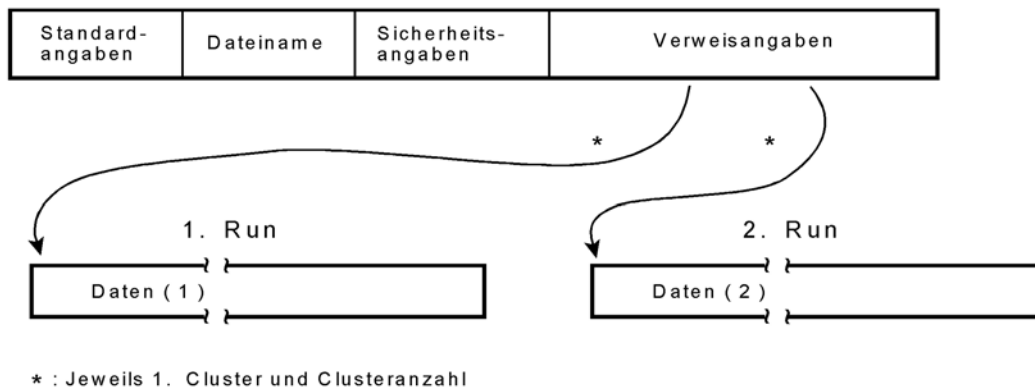 Standard-
angaben
Dateiname
Sicherheits-
angaben
Verweisangaben
*
*
1. Run
2. Run
Daten (1)
Daten (2)
* : Jeweils 1. Cluster und Clusteranzahl